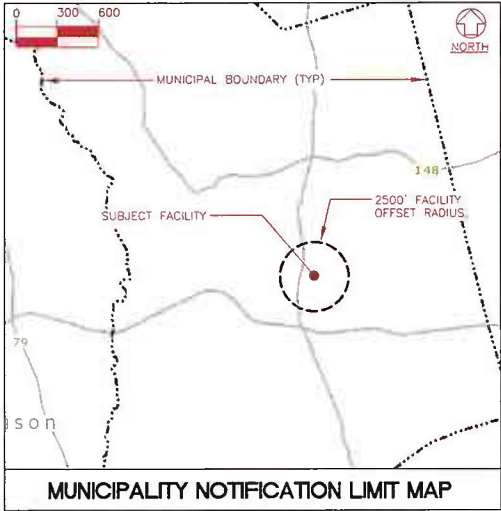 0 300 600
NORTH
MUNICIPAL BOUNDARY (TYP)
148
2500' FACILITY
OFFSET RADIUS
SUBJECT FACILITY
79
son
MUNICIPALITY NOTIFICATION LIMIT MAP